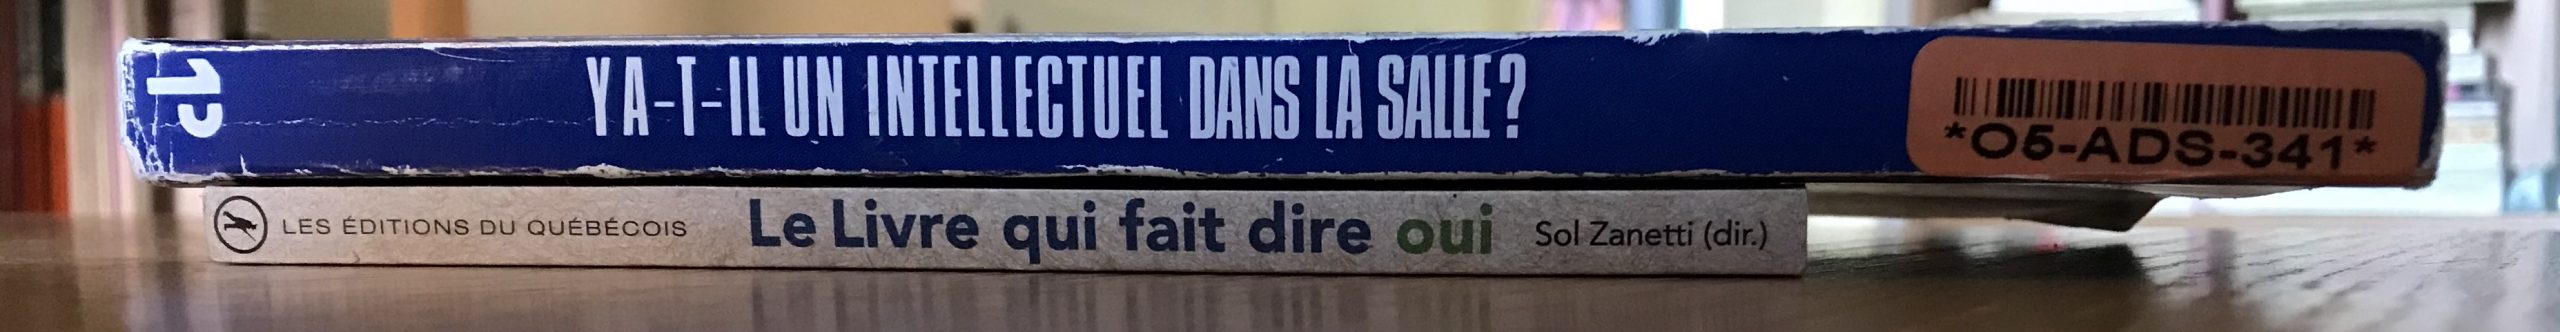 Y A-T-IL UN INTELLECTUEL DANS LA SALLE?
*O5-ADS-341*
LES ÉDITIONS DU QUÉBÉCOIS Le Livre qui fait dire oui Sol Zanetti (dir.)